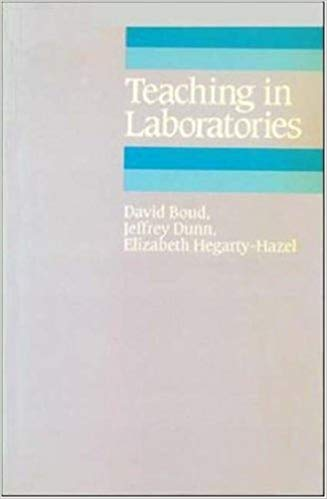 Teaching in
Laboratories
David Boud,
Jeffrey Dunn,
Elizabeth Hegarty-Hazel